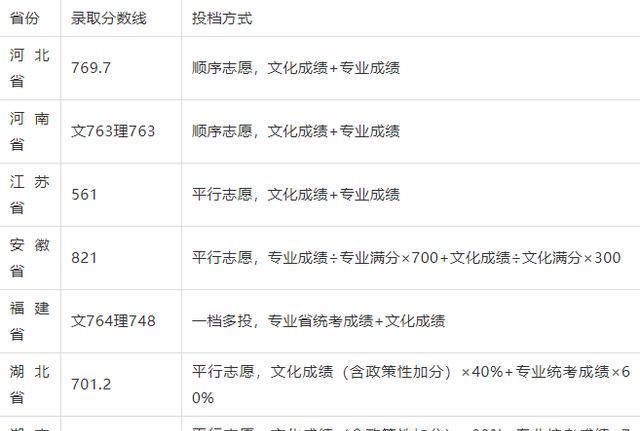 省份 录取分数线 投档方式
河北
省 769.7 顺序志愿，文化成绩+专业成绩
河南
省 文763理763 顺序志愿，文化成绩+专业成绩
江苏
省 561 平行志愿，文化成绩+专业成绩
安徽
省 821 平行志愿，专业成绩÷专业满分×700+文化成绩÷文化满分×300
福建
省 文764理748 一档多投，专业省统考成绩+文化成绩
湖北
省 701.2 平行志愿，文化成绩（含政策性加分）×40%+专业统考成绩×6
0%